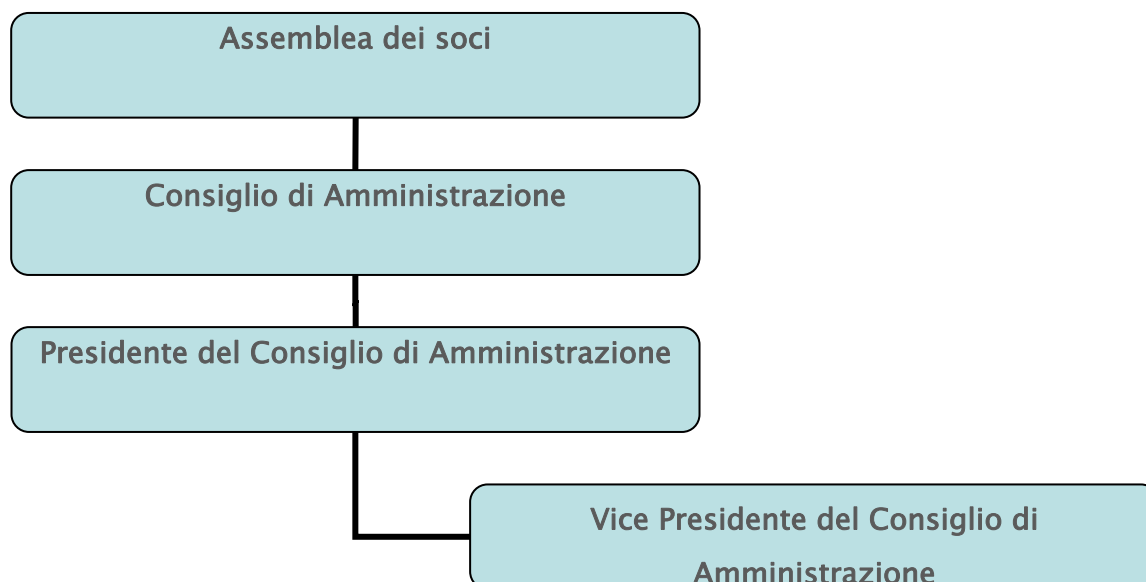 Assemblea dei soci
Consiglio di Amministrazione
Presidente del Consiglio di Amministrazione
Vice Presidente del Consiglio di
Amministrazione